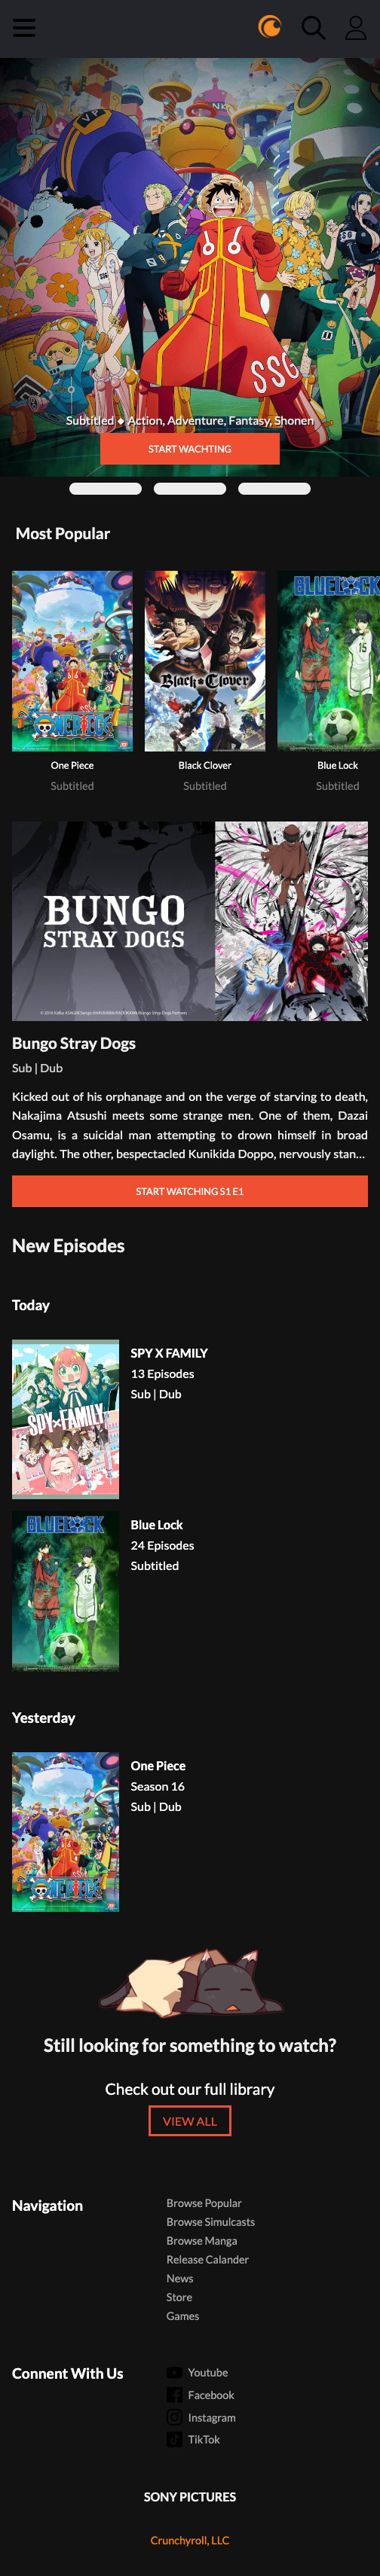 VP
NK
66
SSG
Subtitled ◆ Action, Adventure, Fantasy, Shonen
START WACHTING
Most Popular
ONE PIECE
Black Clover
BLUELOCK
15
One Piece
Black Clover
Blue Lock
Subtitled
Subtitled
Subtitled
BUNGO
STRAY DOGS
Bungo Stray Dogs
Sub | Dub
Kicked out of his orphanage and on the verge of starving to death,
Nakajima Atsushi meets some strange men. One of them, Dazai
Osamu, is a suicidal man attempting to drown himself in broad
daylight. The other, bespectacled Kunikida Doppo, nervously stan...
START WATCHING S1 E1
New Episodes
Today
SPY×FAMILY
SPY X FAMILY
13 Episodes
Sub | Dub
BLUELOCK
15
Blue Lock
24 Episodes
Subtitled
Yesterday
ONE PIECE
One Piece
Season 16
Sub | Dub
Still looking for something to watch?
Check out our full library
VIEW ALL
Navigation
Browse Popular
Browse Simulcasts
Browse Manga
Release Calander
News
Store
Games
Connent With Us
Youtube
Facebook
Instagram
TikTok
SONY PICTURES
Crunchyroll, LLC